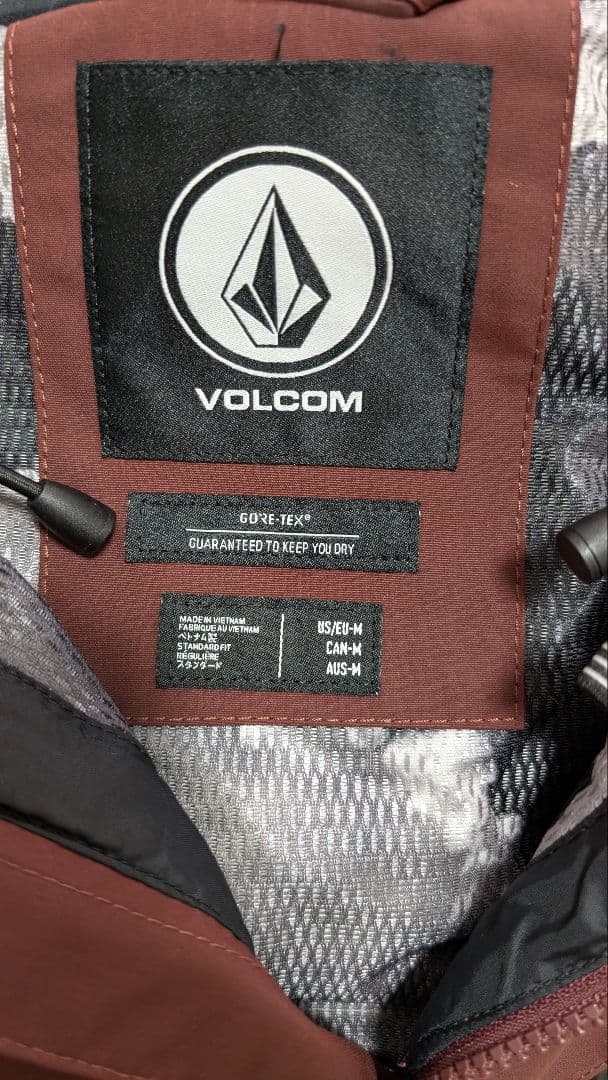 VOLCOM
GORE-TEX®
GUARANTEED TO KEEP YOU DRY
MADE IN VIETNAM
FABRIQUE AU VIETNAM
ベトナム製
STANDARD FIT
RÉGULIÈRE
スタンダード
US/EU-M
CAN-M
AUS-M